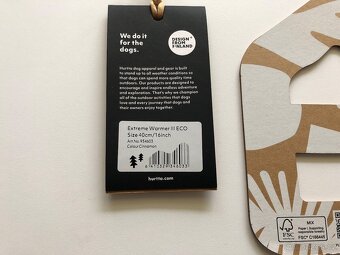 We do it
for the
dogs.
DESIGN
FROM
FINLAND
Hurtta dog apparel and gear is built
to stand up to all weather conditions so
that dogs can spend more quality time
outdoors. Our products are designed to
encourage and inspire endless adventure
and exploration. That's why we champion
all of the outdoor activities that dogs
love and every journey that dogs and
their owners enjoy together.
Extreme Warmer III ECO
Size 40cm/16inch
Art.No. 934603
Colour Cinnamon
hurtta.com
FSC
MIX
Paper | Supporting
responsible forestry